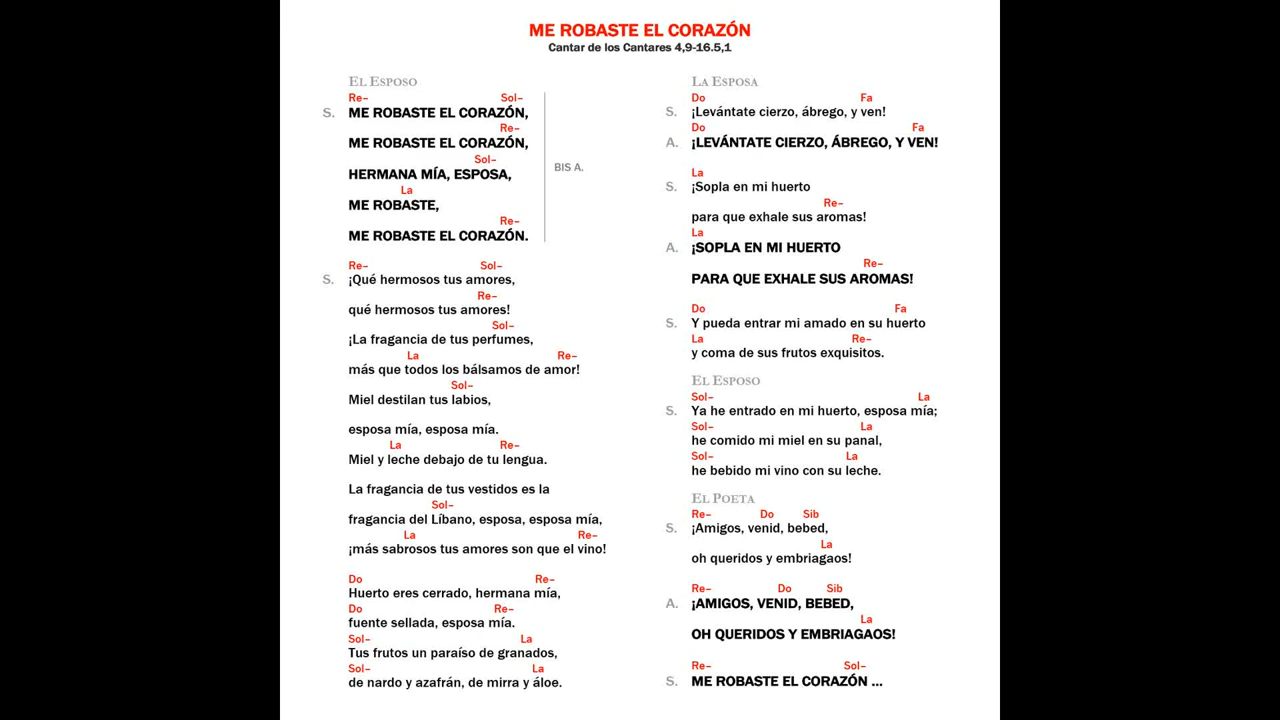 ME ROBASTE EL CORAZÓN
Cantar de los Cantares 4,9-16.5,1
EL ESPOSO
Re– Sol–
S. ME ROBASTE EL CORAZÓN,
Re–
ME ROBASTE EL CORAZÓN,
Sol–
HERMANA MÍA, ESPOSA,
BIS A.
La
ME ROBASTE,
Re–
ME ROBASTE EL CORAZÓN.
Re– Sol–
S. ¡Qué hermosos tus amores,
Re–
qué hermosos tus amores!
Sol–
¡La fragancia de tus perfumes,
La Re–
más que todos los bálsamos de amor!
Sol–
Miel destilan tus labios,
esposa mía, esposa mía.
La Re–
Miel y leche debajo de tu lengua.
La fragancia de tus vestidos es la
Sol–
fragancia del Líbano, esposa, esposa mía,
La Re–
¡más sabrosos tus amores son que el vino!
Do Re–
Huerto eres cerrado, hermana mía,
Do Re–
fuente sellada, esposa mía.
Sol– La
Tus frutos un paraíso de granados,
Sol– La
de nardo y azafrán, de mirra y áloe.
LA ESPOSA
Do Fa
S. ¡Levántate cierzo, ábrego, y ven!
Do Fa
A. ¡LEVÁNTATE CIERZO, ÁBREGO, Y VEN!
La
S. ¡Sopla en mi huerto
Re–
para que exhale sus aromas!
La
A. ¡SOPLA EN MI HUERTO
Re–
PARA QUE EXHALE SUS AROMAS!
Do Fa
S. Y pueda entrar mi amado en su huerto
La Re–
y coma de sus frutos exquisitos.
EL ESPOSO
Sol– La
S. Ya he entrado en mi huerto, esposa mía;
Sol– La
he comido mi miel en su panal,
Sol– La
he bebido mi vino con su leche.
EL POETA
Re– Do Sib
S. ¡Amigos, venid, bebed,
La
oh queridos y embriagaos!
Re– Do Sib
A. ¡AMIGOS, VENID, BEBED,
La
OH QUERIDOS Y EMBRIAGAOS!
Re– Sol–
S. ME ROBASTE EL CORAZÓN ...